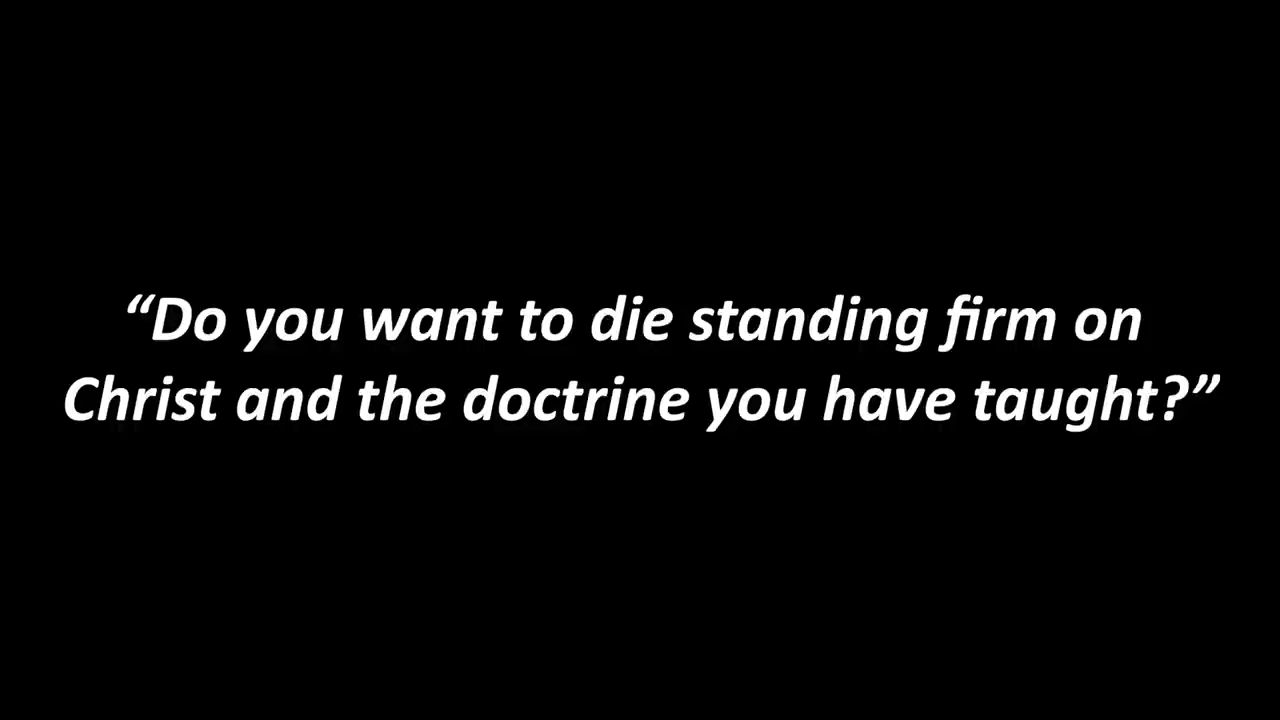 “Do you want to die standing firm on
Christ and the doctrine you have taught?”